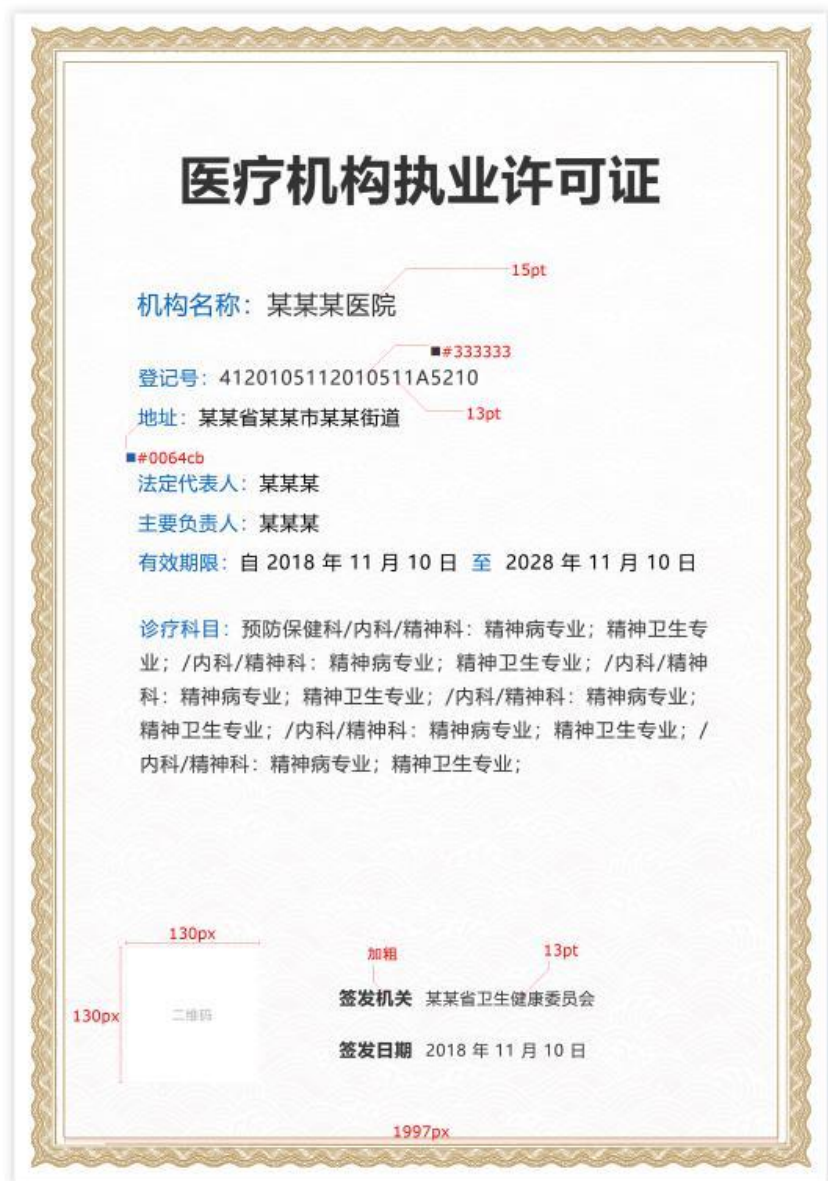 医疗机构执业许可证
15pt
机构名称：某某某医院
#333333
登记号：4120105112010511A5210
13pt
地址：某某省某某市某某街道
#0064cb
法定代表人：某某某
主要负责人：某某某
有效期限：自 2018 年 11 月 10 日 至 2028 年 11 月 10 日
诊疗科目：预防保健科/内科/精神科：精神病专业；精神卫生专
业；/内科/精神科：精神病专业；精神卫生专业；/内科/精神
科：精神病专业；精神卫生专业；/内科/精神科：精神病专业；
精神卫生专业；/内科/精神科：精神病专业；精神卫生专业；/
内科/精神科：精神病专业；精神卫生专业；
130px
加粗
13pt
签发机关 某某省卫生健康委员会
130px
二维码
签发日期 2018 年 11 月 10 日
1997px